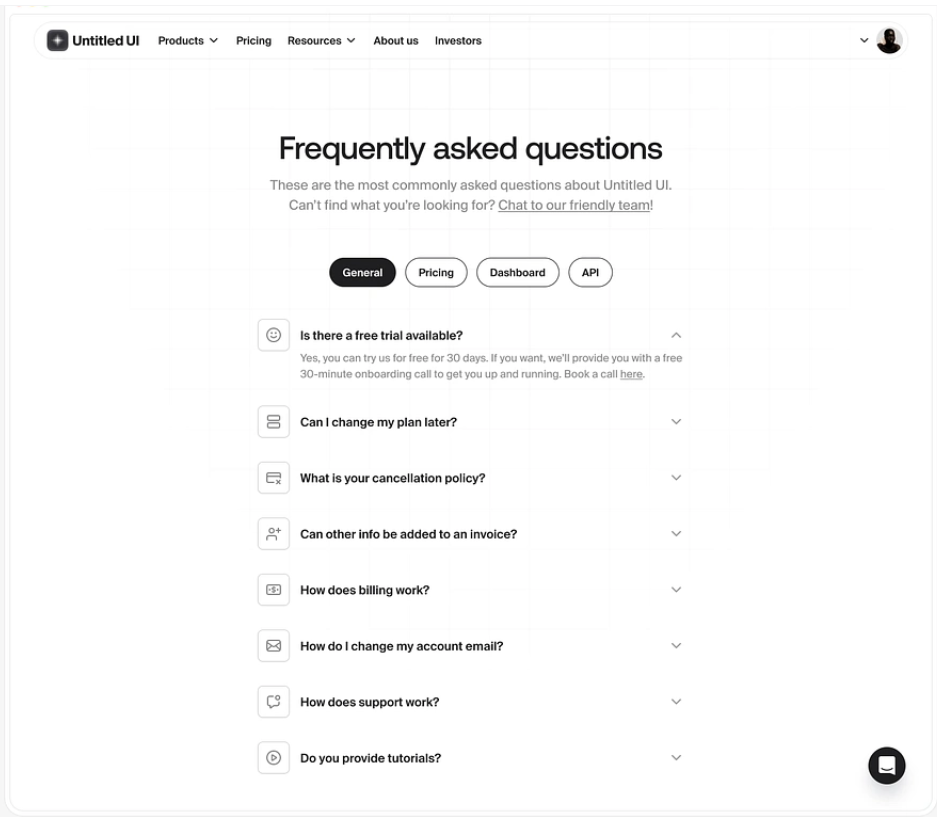 Untitled UI Products Pricing Resources About us Investors
Frequently asked questions
These are the most commonly asked questions about Untitled UI.
Can't find what you're looking for? Chat to our friendly team!
General Pricing Dashboard API
Is there a free trial available?
Yes, you can try us for free for 30 days. If you want, we'll provide you with a free
30-minute onboarding call to get you up and running. Book a call here.
Can I change my plan later?
What is your cancellation policy?
Can other info be added to an invoice?
How does billing work?
How do I change my account email?
How does support work?
Do you provide tutorials?